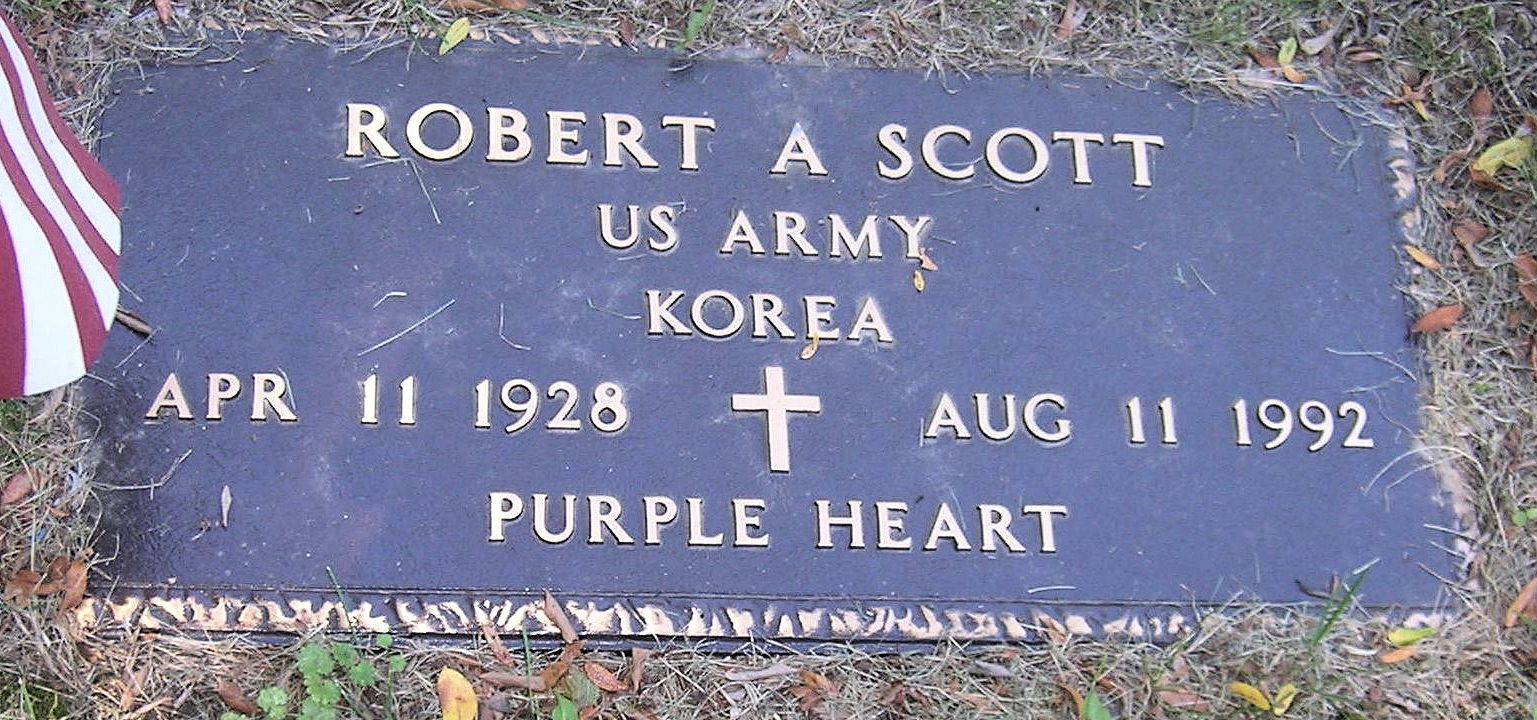 ROBERT A SCOTT
US ARMY
KOREA
APR 11 1928 AUG 11 1992
PURPLE HEART